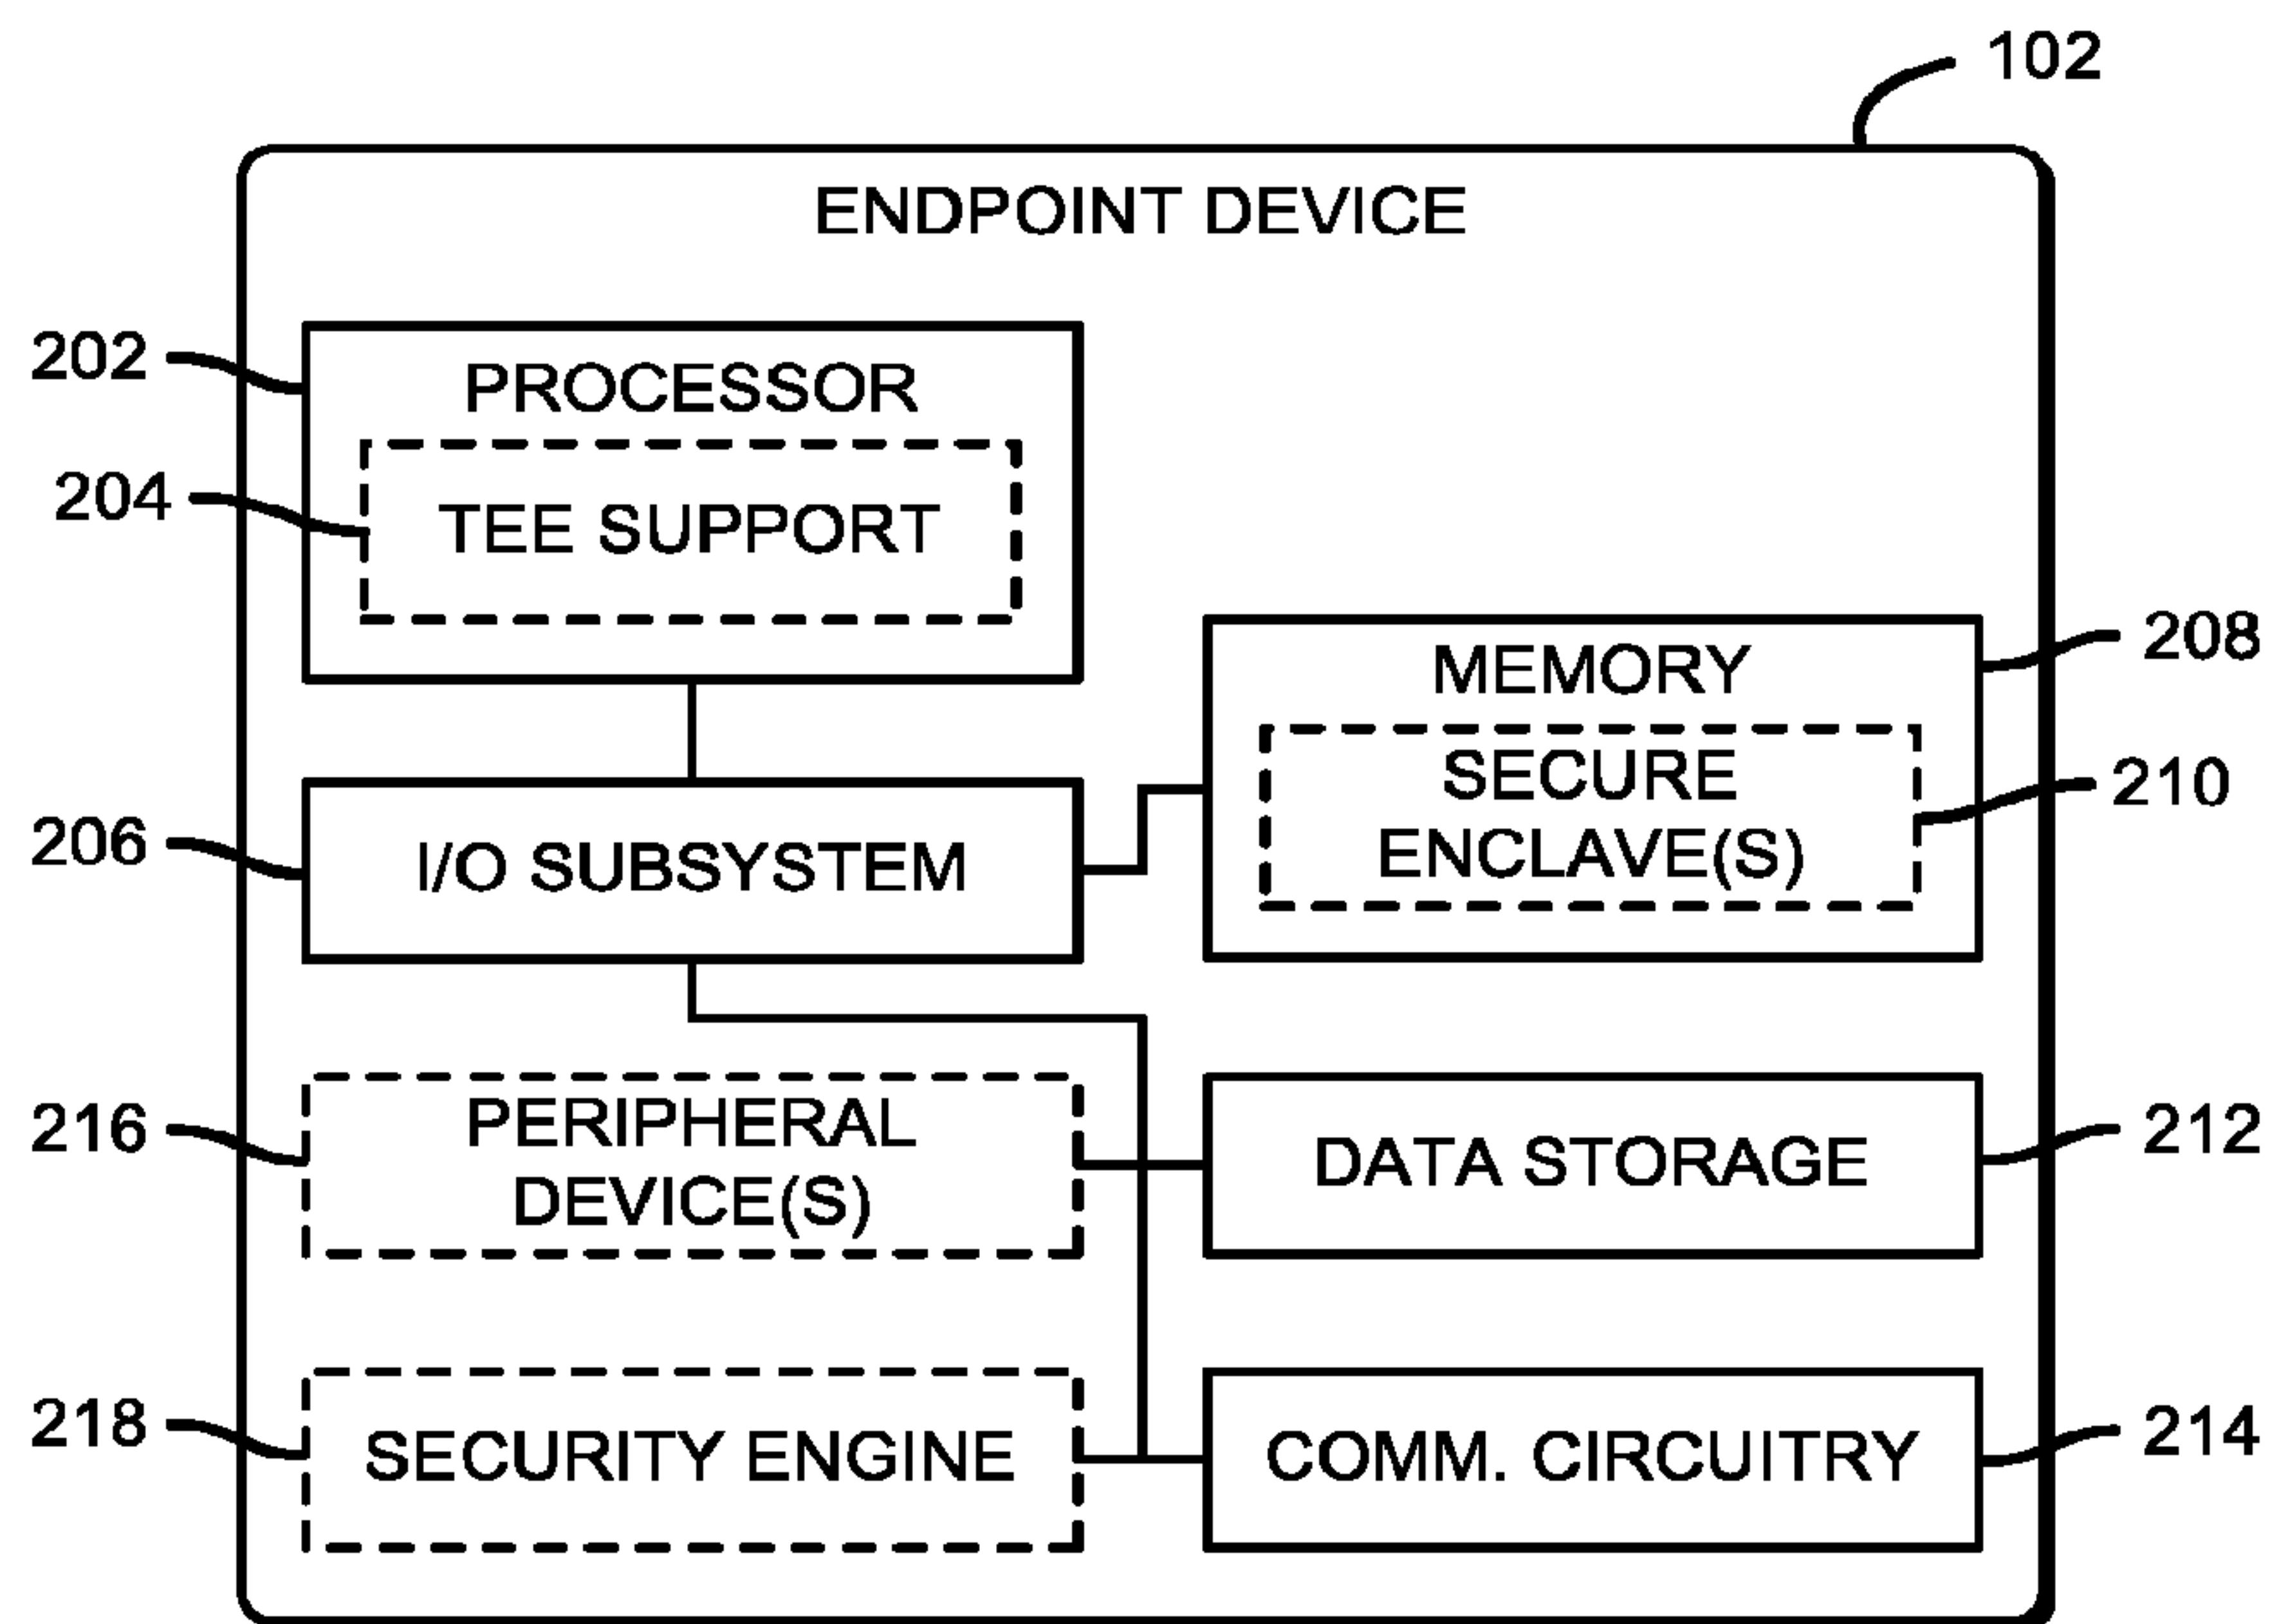 102
ENDPOINT DEVICE
202
PROCESSOR
204
TEE SUPPORT
208
MEMORY
210
SECURE
ENCLAVE(S)
206
I/O SUBSYSTEM
216
PERIPHERAL
DEVICE(S)
212
DATA STORAGE
218
SECURITY ENGINE
214
COMM. CIRCUITRY